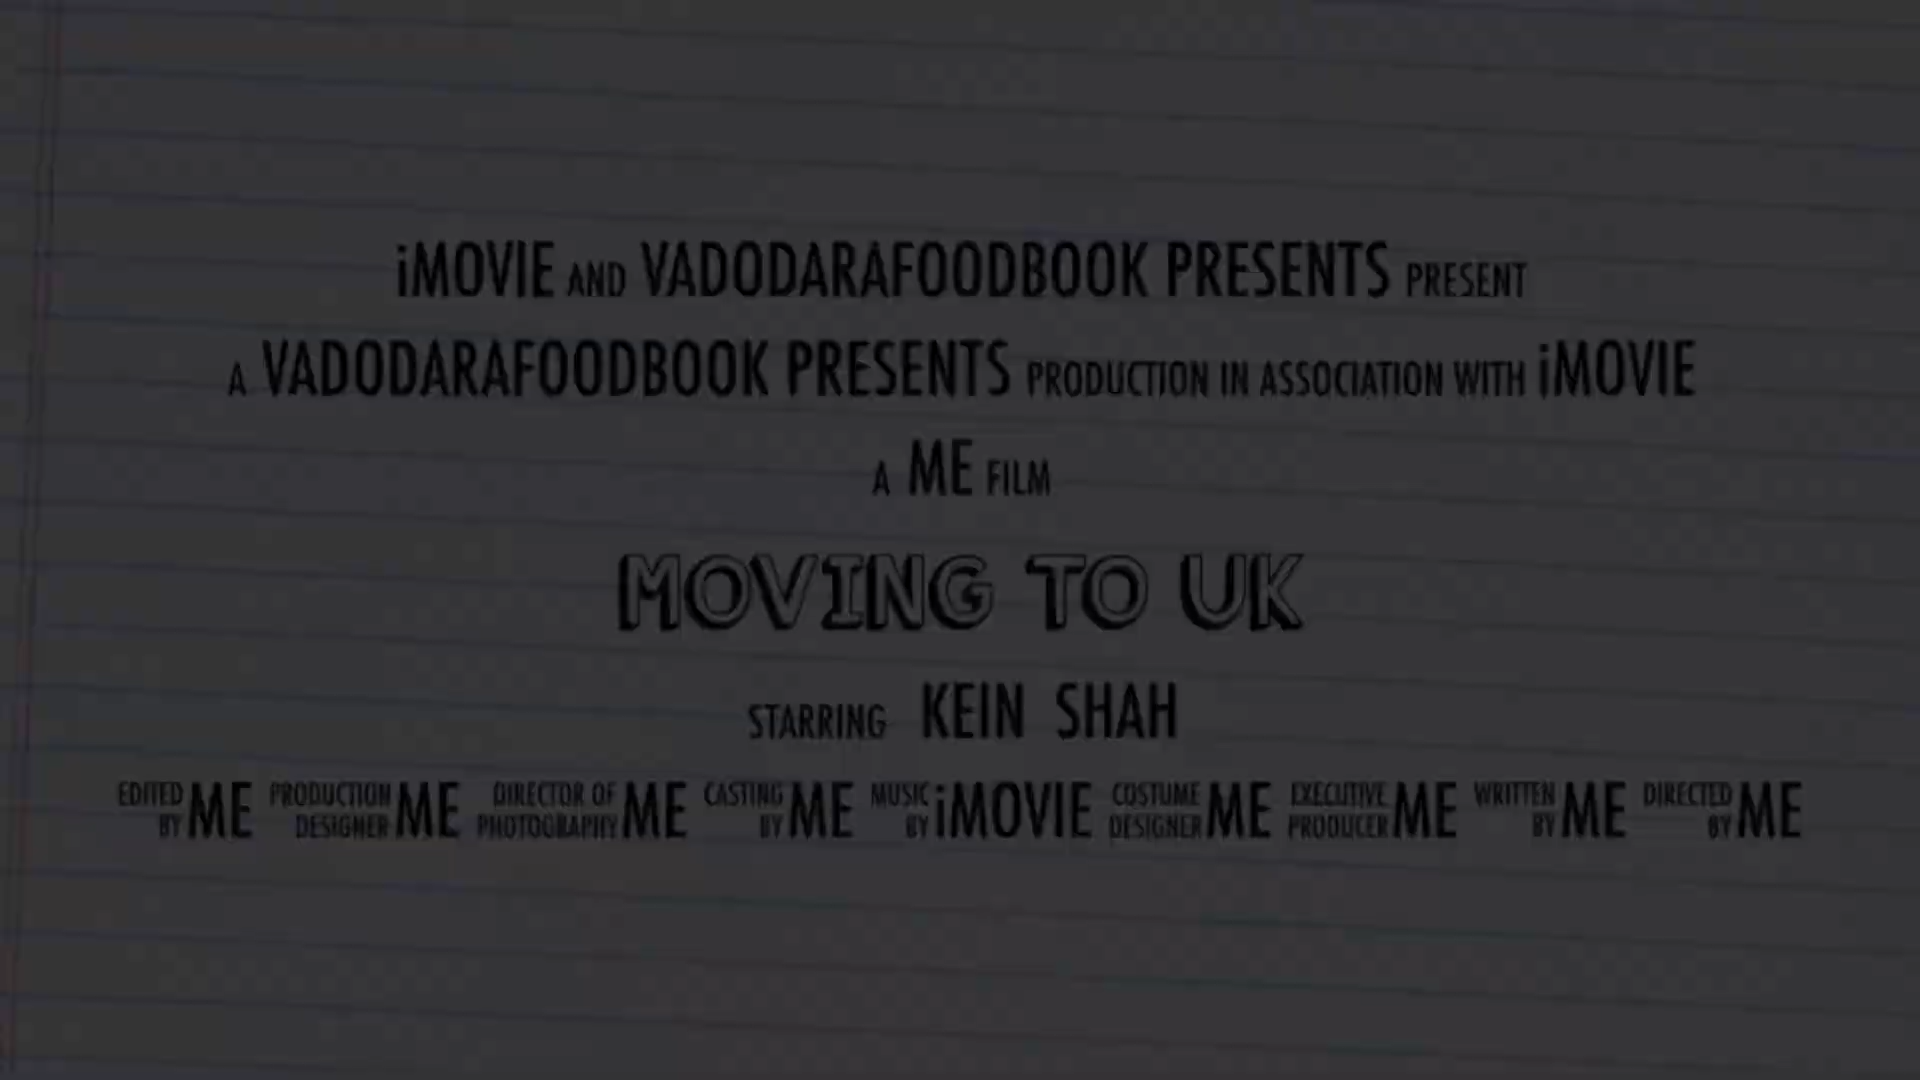 iMOVIE AND VADODARAFOODBOOK PRESENTS PRESENT
A VADODARAFOODBOOK PRESENTS PRODUCTION IN ASSOCIATION WITH iMOVIE
A ME FILM
MOVING TO UK
STARRING KEIN SHAH
EDITED BY ME PRODUCTION DESIGNER ME DIRECTOR OF PHOTOGRAPHY ME CASTING BY ME MUSIC BY iMOVIE COSTUME DESIGNER ME EXECUTIVE PRODUCER ME WRITTEN BY ME DIRECTED BY ME